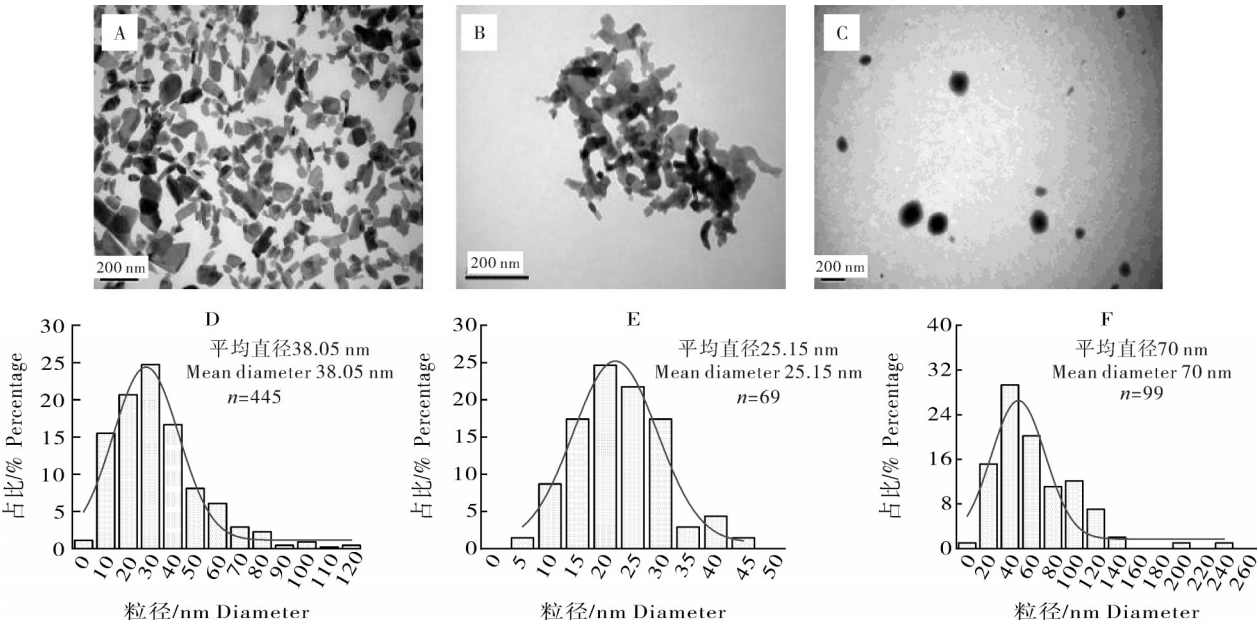 A
B
C
200 nm
200 nm
200 nm
D
占比/% Percentage
30
25
20
15
10
5
0
平均直径38.05 nm
Mean diameter 38.05 nm
n=445
0 10 20 30 40 50 60 70 80 90 100 110 120
粒径/nm Diameter
E
占比/% Percentage
30
25
20
15
10
5
0
平均直径25.15 nm
Mean diameter 25.15 nm
n=69
0 5 10 15 20 25 30 35 40 45 50
粒径/nm Diameter
F
占比/% Percentage
40
32
24
16
8
0
平均直径70 nm
Mean diameter 70 nm
n=99
0 20 40 60 80 100 120 140 160 180 200 220 240 260
粒径/nm Diameter